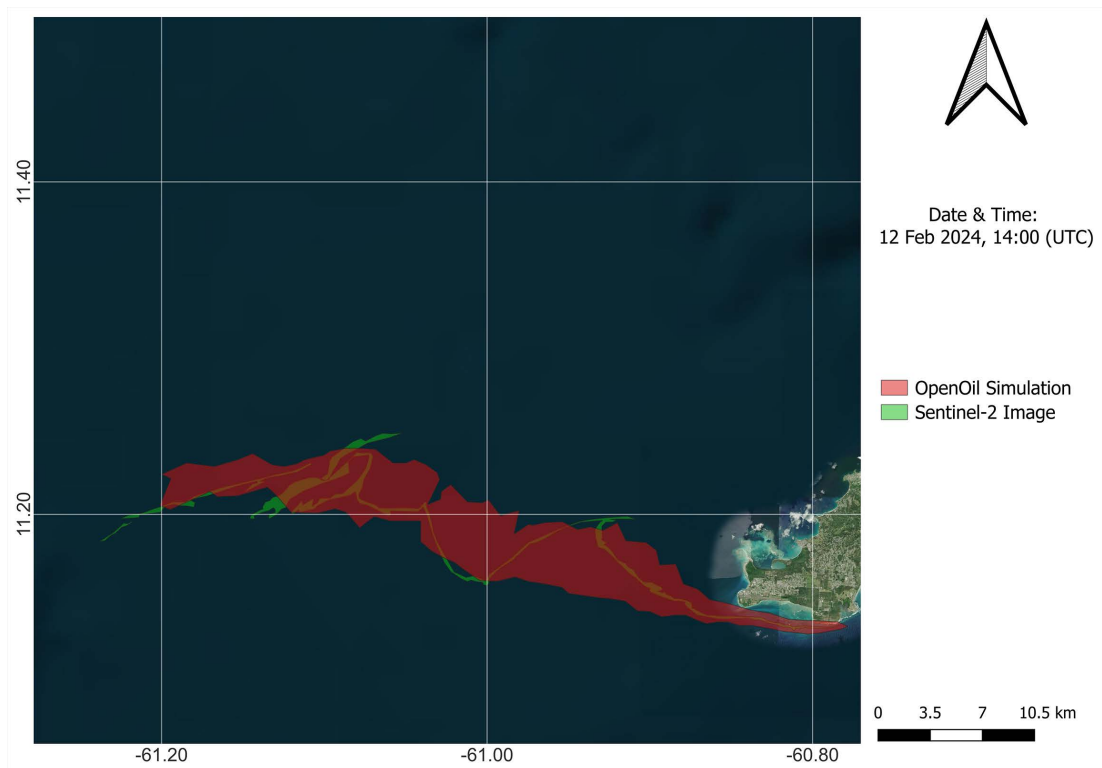 11.40
11.20
-61.20
-61.00
-60.80
Date & Time:
12 Feb 2024, 14:00 (UTC)
OpenOil Simulation
Sentinel-2 Image
0 3.5 7 10.5 km